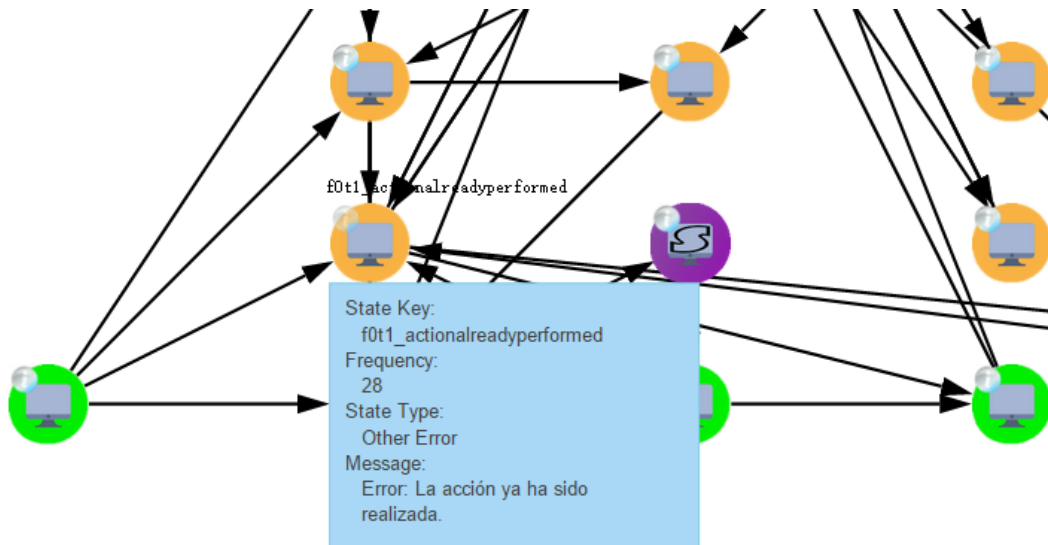 f0t1_actionalreadyperformed
State Key:
f0t1_actionalreadyperformed
Frequency:
28
State Type:
Other Error
Message:
Error: La acción ya ha sido
realizada.